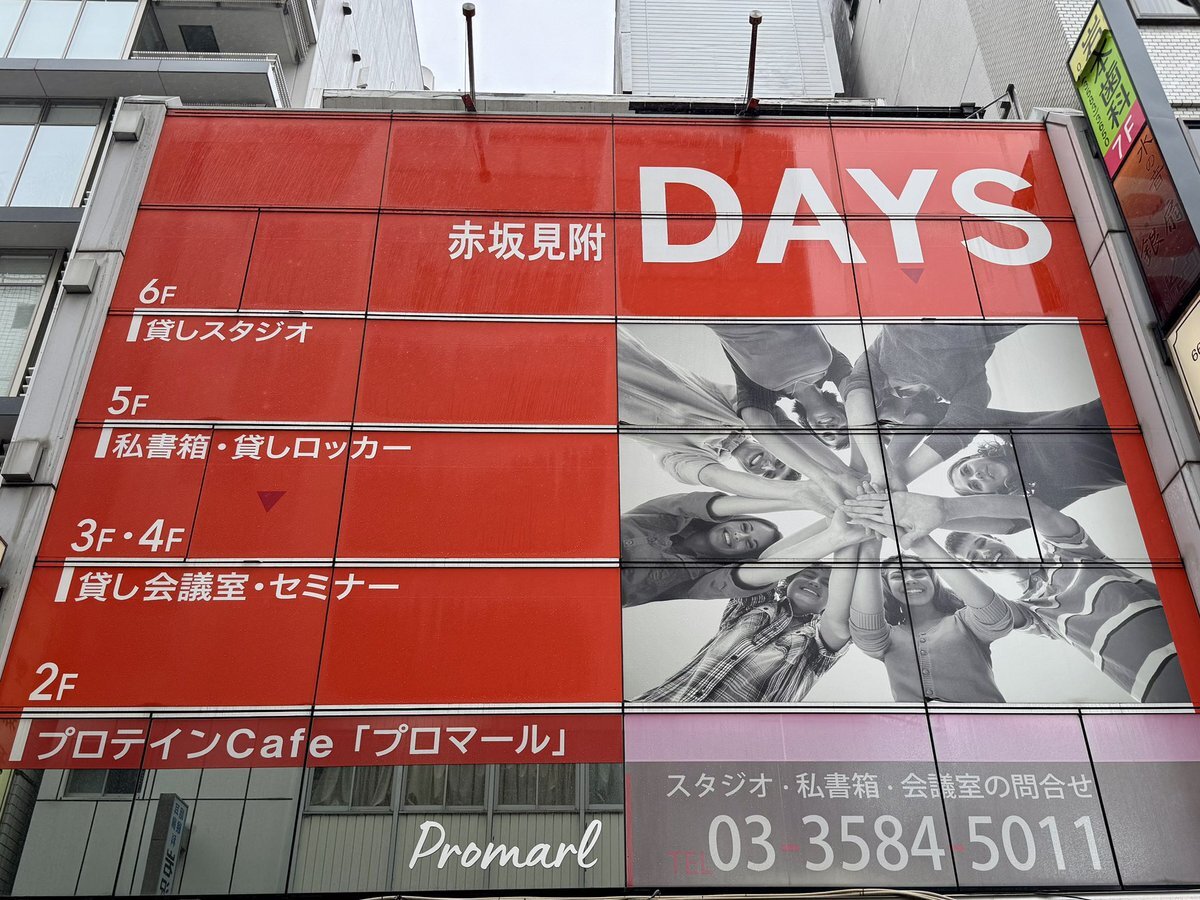 DAYS
赤坂見附
6F
貸しスタジオ
5F
私書箱・貸しロッカー
3F・4F
貸し会議室・セミナー
2F
プロテインCafe「プロマール」
Promarl
スタジオ・私書箱・会議室の問合せ
TEL 03-3584-5011
歯科
7F